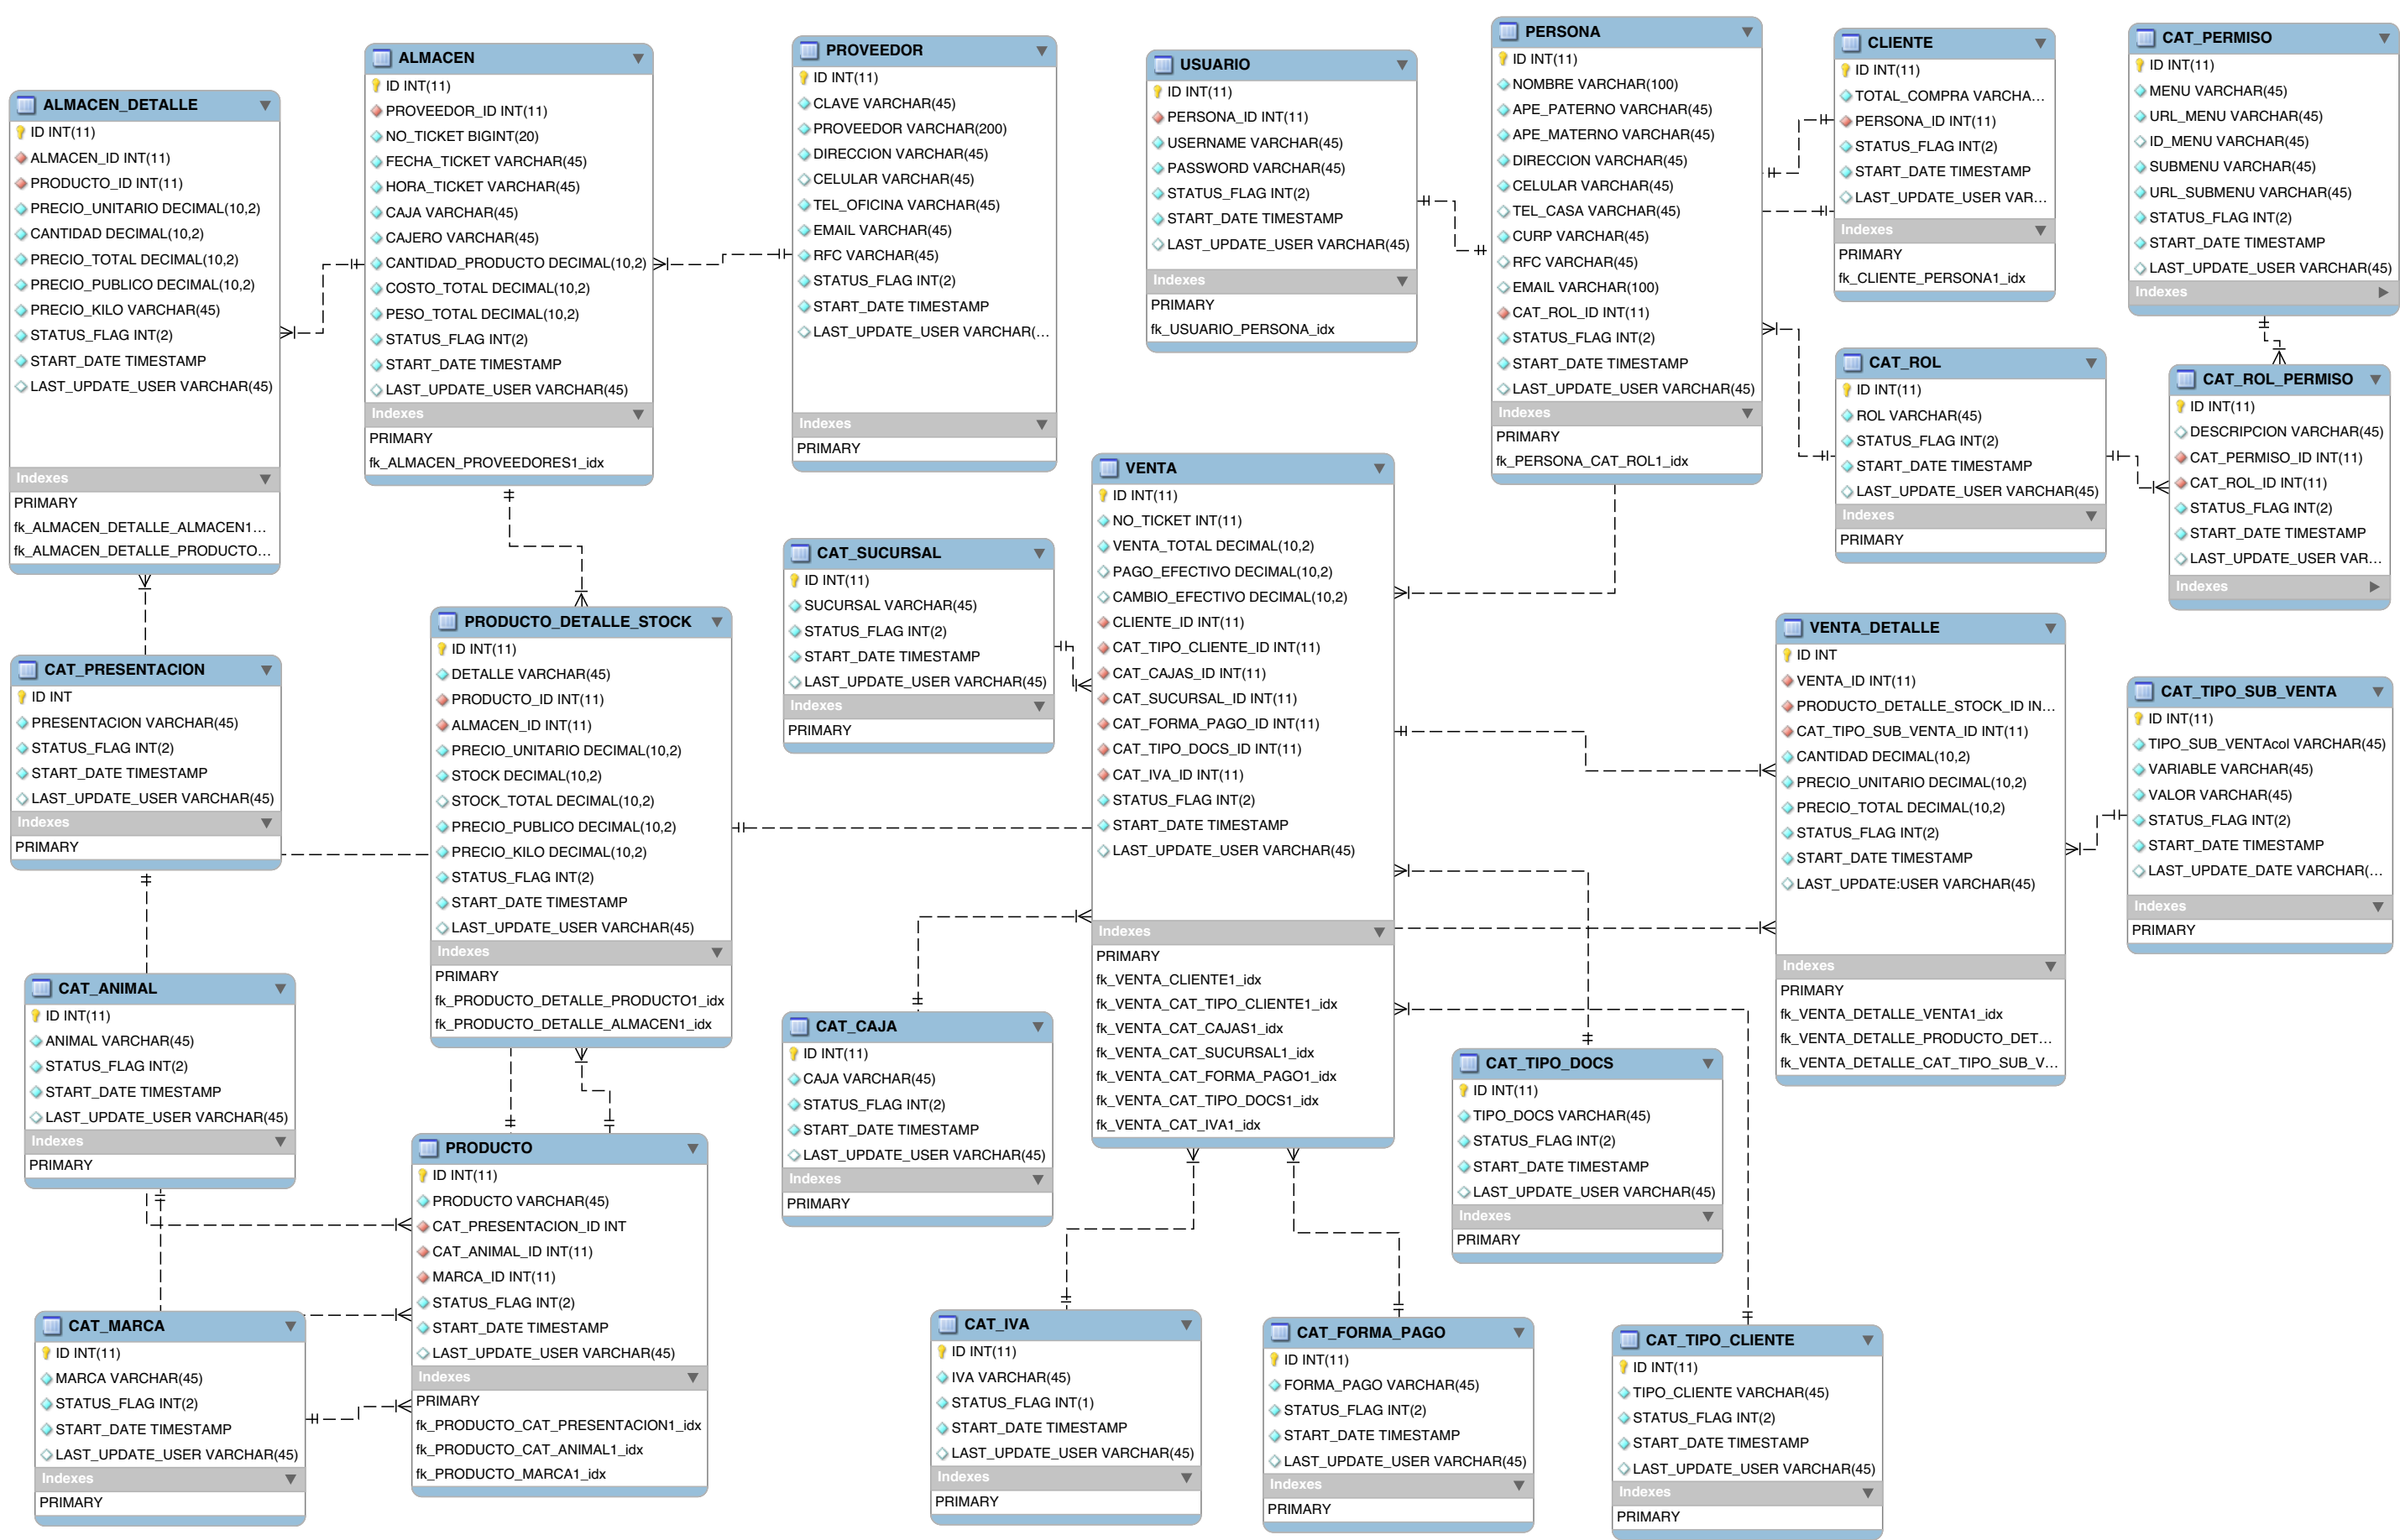 ALMACEN_DETALLE
ID INT(11)
ALMACEN_ID INT(11)
PRODUCTO_ID INT(11)
PRECIO_UNITARIO DECIMAL(10,2)
CANTIDAD DECIMAL(10,2)
PRECIO_TOTAL DECIMAL(10,2)
PRECIO_PUBLICO DECIMAL(10,2)
PRECIO_KILO VARCHAR(45)
STATUS_FLAG INT(2)
START_DATE TIMESTAMP
LAST_UPDATE_USER VARCHAR(45)
Indexes
PRIMARY
fk_ALMACEN_DETALLE_ALMACEN1...
fk_ALMACEN_DETALLE_PRODUCTO...
ALMACEN
ID INT(11)
PROVEEDOR_ID INT(11)
NO_TICKET BIGINT(20)
FECHA_TICKET VARCHAR(45)
HORA_TICKET VARCHAR(45)
CAJA VARCHAR(45)
CAJERO VARCHAR(45)
CANTIDAD_PRODUCTO DECIMAL(10,2)
COSTO_TOTAL DECIMAL(10,2)
PESO_TOTAL DECIMAL(10,2)
STATUS_FLAG INT(2)
START_DATE TIMESTAMP
LAST_UPDATE_USER VARCHAR(45)
Indexes
PRIMARY
fk_ALMACEN_PROVEEDORES1_idx
PROVEEDOR
ID INT(11)
CLAVE VARCHAR(45)
PROVEEDOR VARCHAR(200)
DIRECCION VARCHAR(45)
CELULAR VARCHAR(45)
TEL_OFICINA VARCHAR(45)
EMAIL VARCHAR(45)
RFC VARCHAR(45)
STATUS_FLAG INT(2)
START_DATE TIMESTAMP
LAST_UPDATE_USER VARCHAR(...
Indexes
PRIMARY
USUARIO
ID INT(11)
PERSONA_ID INT(11)
USERNAME VARCHAR(45)
PASSWORD VARCHAR(45)
STATUS_FLAG INT(2)
START_DATE TIMESTAMP
LAST_UPDATE_USER VARCHAR(45)
Indexes
PRIMARY
fk_USUARIO_PERSONA_idx
PERSONA
ID INT(11)
NOMBRE VARCHAR(100)
APE_PATERNO VARCHAR(45)
APE_MATERNO VARCHAR(45)
DIRECCION VARCHAR(45)
CELULAR VARCHAR(45)
TEL_CASA VARCHAR(45)
CURP VARCHAR(45)
RFC VARCHAR(45)
EMAIL VARCHAR(100)
CAT_ROL_ID INT(11)
STATUS_FLAG INT(2)
START_DATE TIMESTAMP
LAST_UPDATE_USER VARCHAR(45)
Indexes
PRIMARY
fk_PERSONA_CAT_ROL1_idx
CLIENTE
ID INT(11)
TOTAL_COMPRA VARCHA...
PERSONA_ID INT(11)
STATUS_FLAG INT(2)
START_DATE TIMESTAMP
LAST_UPDATE_USER VAR...
Indexes
PRIMARY
fk_CLIENTE_PERSONA1_idx
CAT_PERMISO
ID INT(11)
MENU VARCHAR(45)
URL_MENU VARCHAR(45)
ID_MENU VARCHAR(45)
SUBMENU VARCHAR(45)
URL_SUBMENU VARCHAR(45)
STATUS_FLAG INT(2)
START_DATE TIMESTAMP
LAST_UPDATE_USER VARCHAR(45)
Indexes
CAT_ROL
ID INT(11)
ROL VARCHAR(45)
STATUS_FLAG INT(2)
START_DATE TIMESTAMP
LAST_UPDATE_USER VARCHAR(45)
Indexes
PRIMARY
CAT_ROL_PERMISO
ID INT(11)
DESCRIPCION VARCHAR(45)
CAT_PERMISO_ID INT(11)
CAT_ROL_ID INT(11)
STATUS_FLAG INT(2)
START_DATE TIMESTAMP
LAST_UPDATE_USER VAR...
Indexes
CAT_PRESENTACION
ID INT
PRESENTACION VARCHAR(45)
STATUS_FLAG INT(2)
START_DATE TIMESTAMP
LAST_UPDATE_USER VARCHAR(45)
Indexes
PRIMARY
PRODUCTO_DETALLE_STOCK
ID INT(11)
DETALLE VARCHAR(45)
PRODUCTO_ID INT(11)
ALMACEN_ID INT(11)
PRECIO_UNITARIO DECIMAL(10,2)
STOCK DECIMAL(10,2)
STOCK_TOTAL DECIMAL(10,2)
PRECIO_PUBLICO DECIMAL(10,2)
PRECIO_KILO DECIMAL(10,2)
STATUS_FLAG INT(2)
START_DATE TIMESTAMP
LAST_UPDATE_USER VARCHAR(45)
Indexes
PRIMARY
fk_PRODUCTO_DETALLE_PRODUCTO1_idx
fk_PRODUCTO_DETALLE_ALMACEN1_idx
CAT_SUCURSAL
ID INT(11)
SUCURSAL VARCHAR(45)
STATUS_FLAG INT(2)
START_DATE TIMESTAMP
LAST_UPDATE_USER VARCHAR(45)
Indexes
PRIMARY
VENTA
ID INT(11)
NO_TICKET INT(11)
VENTA_TOTAL DECIMAL(10,2)
PAGO_EFECTIVO DECIMAL(10,2)
CAMBIO_EFECTIVO DECIMAL(10,2)
CLIENTE_ID INT(11)
CAT_TIPO_CLIENTE_ID INT(11)
CAT_CAJAS_ID INT(11)
CAT_SUCURSAL_ID INT(11)
CAT_FORMA_PAGO_ID INT(11)
CAT_TIPO_DOCS_ID INT(11)
CAT_IVA_ID INT(11)
STATUS_FLAG INT(2)
START_DATE TIMESTAMP
LAST_UPDATE_USER VARCHAR(45)
Indexes
PRIMARY
fk_VENTA_CLIENTE1_idx
fk_VENTA_CAT_TIPO_CLIENTE1_idx
fk_VENTA_CAT_CAJAS1_idx
fk_VENTA_CAT_SUCURSAL1_idx
fk_VENTA_CAT_FORMA_PAGO1_idx
fk_VENTA_CAT_TIPO_DOCS1_idx
fk_VENTA_CAT_IVA1_idx
VENTA_DETALLE
ID INT
VENTA_ID INT(11)
PRODUCTO_DETALLE_STOCK_ID IN...
CAT_TIPO_SUB_VENTA_ID INT(11)
CANTIDAD DECIMAL(10,2)
PRECIO_UNITARIO DECIMAL(10,2)
PRECIO_TOTAL DECIMAL(10,2)
STATUS_FLAG INT(2)
START_DATE TIMESTAMP
LAST_UPDATE:USER VARCHAR(45)
Indexes
PRIMARY
fk_VENTA_DETALLE_VENTA1_idx
fk_VENTA_DETALLE_PRODUCTO_DET...
fk_VENTA_DETALLE_CAT_TIPO_SUB_V...
CAT_TIPO_SUB_VENTA
ID INT(11)
TIPO_SUB_VENTAcol VARCHAR(45)
VARIABLE VARCHAR(45)
VALOR VARCHAR(45)
STATUS_FLAG INT(2)
START_DATE TIMESTAMP
LAST_UPDATE_DATE VARCHAR(...
Indexes
PRIMARY
CAT_ANIMAL
ID INT(11)
ANIMAL VARCHAR(45)
STATUS_FLAG INT(2)
START_DATE TIMESTAMP
LAST_UPDATE_USER VARCHAR(45)
Indexes
PRIMARY
CAT_CAJA
ID INT(11)
CAJA VARCHAR(45)
STATUS_FLAG INT(2)
START_DATE TIMESTAMP
LAST_UPDATE_USER VARCHAR(45)
Indexes
PRIMARY
CAT_TIPO_DOCS
ID INT(11)
TIPO_DOCS VARCHAR(45)
STATUS_FLAG INT(2)
START_DATE TIMESTAMP
LAST_UPDATE_USER VARCHAR(45)
Indexes
PRIMARY
PRODUCTO
ID INT(11)
PRODUCTO VARCHAR(45)
CAT_PRESENTACION_ID INT
CAT_ANIMAL_ID INT(11)
MARCA_ID INT(11)
STATUS_FLAG INT(2)
START_DATE TIMESTAMP
LAST_UPDATE_USER VARCHAR(45)
Indexes
PRIMARY
fk_PRODUCTO_CAT_PRESENTACION1_idx
fk_PRODUCTO_CAT_ANIMAL1_idx
fk_PRODUCTO_MARCA1_idx
CAT_MARCA
ID INT(11)
MARCA VARCHAR(45)
STATUS_FLAG INT(2)
START_DATE TIMESTAMP
LAST_UPDATE_USER VARCHAR(45)
Indexes
PRIMARY
CAT_IVA
ID INT(11)
IVA VARCHAR(45)
STATUS_FLAG INT(1)
START_DATE TIMESTAMP
LAST_UPDATE_USER VARCHAR(45)
Indexes
PRIMARY
CAT_FORMA_PAGO
ID INT(11)
FORMA_PAGO VARCHAR(45)
STATUS_FLAG INT(2)
START_DATE TIMESTAMP
LAST_UPDATE_USER VARCHAR(45)
Indexes
PRIMARY
CAT_TIPO_CLIENTE
ID INT(11)
TIPO_CLIENTE VARCHAR(45)
STATUS_FLAG INT(2)
START_DATE TIMESTAMP
LAST_UPDATE_USER VARCHAR(45)
Indexes
PRIMARY